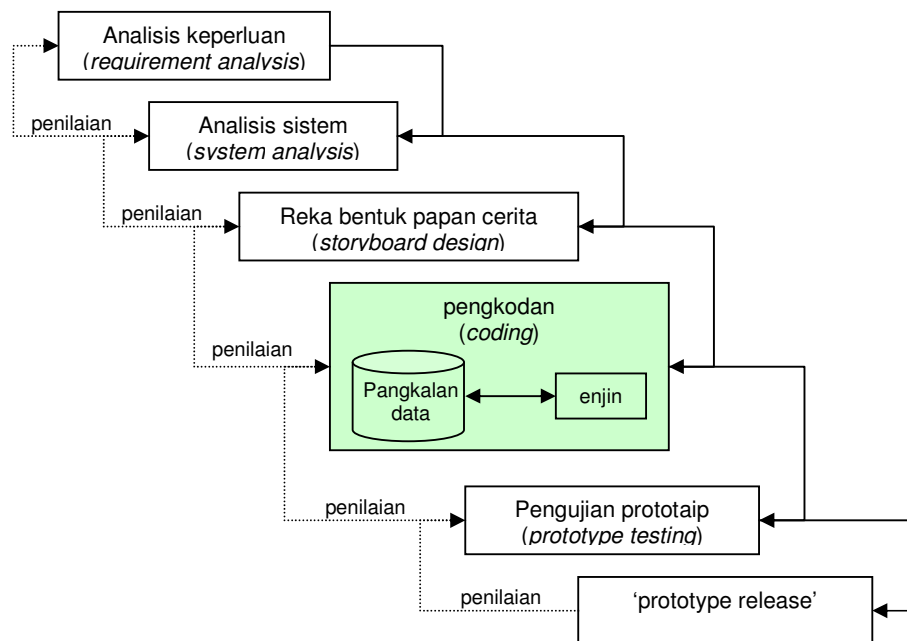 Analisis keperluan
(requirement analysis)
penilaian
Analisis sistem
(system analysis)
penilaian
Reka bentuk papan cerita
(storyboard design)
pengkodan
(coding)
penilaian
Pangkalan
data
enjin
penilaian
Pengujian prototaip
(prototype testing)
penilaian
‘prototype release’